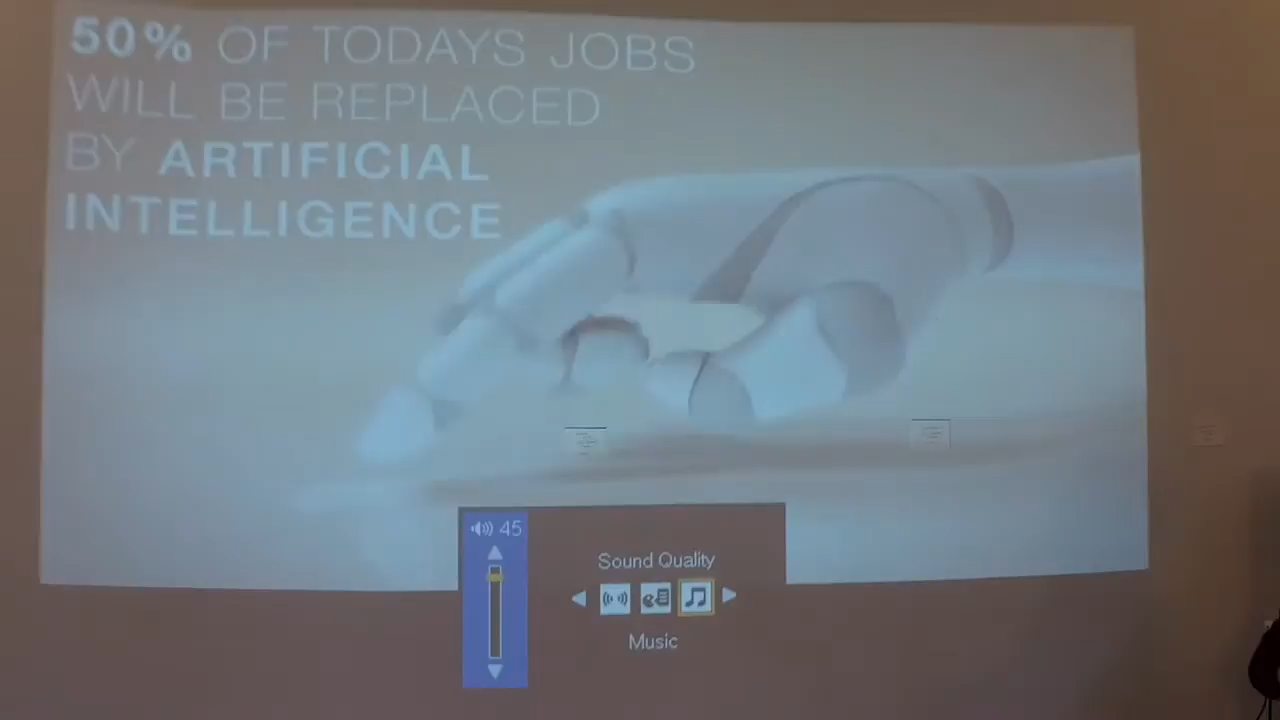 50% OF TODAYS JOBS
WILL BE REPLACED
BY ARTIFICIAL
INTELLIGENCE
45
Sound Quality
Music